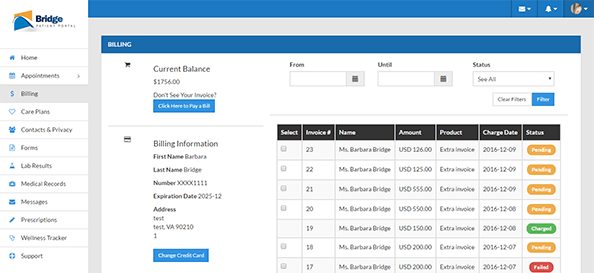 Bridge
PATIENT PORTAL
Home
Appointments
Billing
Care Plans
Contacts & Privacy
Forms
Lab Results
Medical Records
Messages
Prescriptions
Wellness Tracker
Support
BILLING
Current Balance
$1756.00
Don't See Your Invoice?
Click Here to Pay a Bill
Billing Information
First Name Barbara
Last Name Bridge
Number XXXX1111
Expiration Date 2025-12
Address
test
test, VA 90210
1
Change Credit Card
From Until Status
See All
Clear Filters Filter
Select Invoice # Name Amount Product Charge Date Status
23 Ms. Barbara Bridge USD 126.00 Extra invoice 2016-12-09 Pending
22 Ms. Barbara Bridge USD 125.00 Extra invoice 2016-12-09 Pending
21 Ms. Barbara Bridge USD 555.00 Extra invoice 2016-12-09 Pending
20 Ms. Barbara Bridge USD 550.00 Extra invoice 2016-12-08 Pending
19 Ms. Barbara Bridge USD 150.00 Extra invoice 2016-12-08 Charged
18 Ms. Barbara Bridge USD 200.00 Extra invoice 2016-12-07 Pending
17 Ms. Barbara Bridge USD 200.00 Extra invoice 2016-12-07 Failed